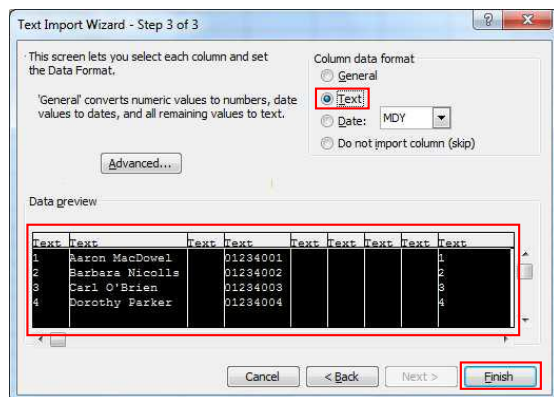 Text Import Wizard - Step 3 of 3
This screen lets you select each column and set
the Data Format.
'General' converts numeric values to numbers, date
values to dates, and all remaining values to text.
Advanced...
Column data format
General
Text
Date: MDY
Do not import column (skip)
Data preview
Text Text Text Text Text Text Text Text Text
1 Aaron MacDowel 01234001 1
2 Barbara Nicolls 01234002 2
3 Carl O'Brien 01234003 3
4 Dorothy Parker 01234004 4
Cancel < Back Next > Finish